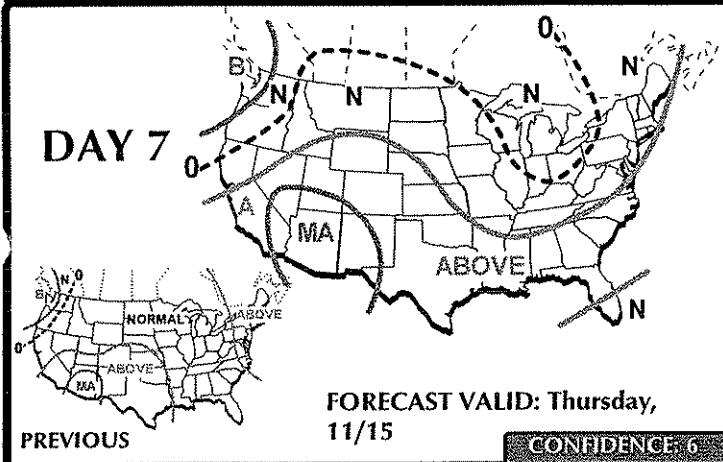 0
B
N
N
N
N
DAY 7
0
A
MA
ABOVE
N
B
N
0
NORMAL
ABOVE
0
ABOVE
MA
PREVIOUS
FORECAST VALID: Thursday,
11/15
CONFIDENCE: 6